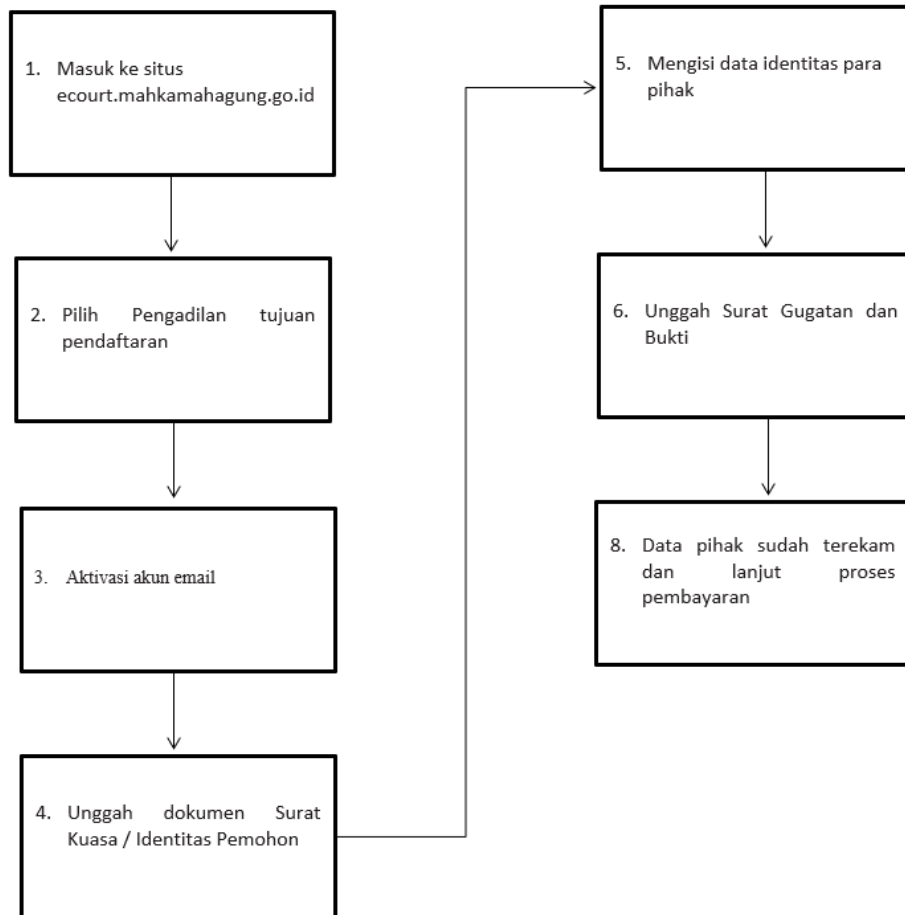 1. Masuk ke situs
ecourt.mahkamahagung.go.id
2. Pilih Pengadilan tujuan
pendaftaran
3. Aktivasi akun email
4. Unggah dokumen Surat
Kuasa / Identitas Pemohon
5. Mengisi data identitas para
pihak
6. Unggah Surat Gugatan dan
Bukti
8. Data pihak sudah terekam
dan lanjut proses
pembayaran